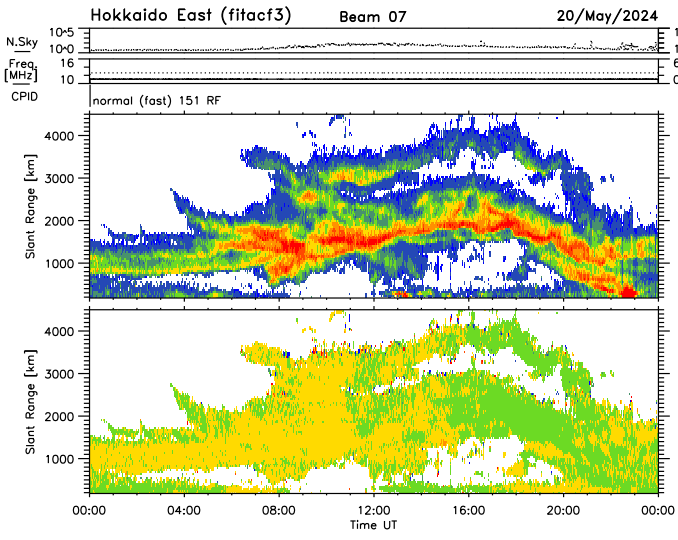 Hokkaido East (fitacf3) Beam 07 20/May/2024
N.Sky 10^5 10^0 1 1
Freq. [MHz] 16 10 6 0
CPID normal (fast) 151 RF
Slant Range [km] 4000 3000 2000 1000
Slant Range [km] 4000 3000 2000 1000 0
00:00 04:00 08:00 12:00 16:00 20:00 00:00
Time UT